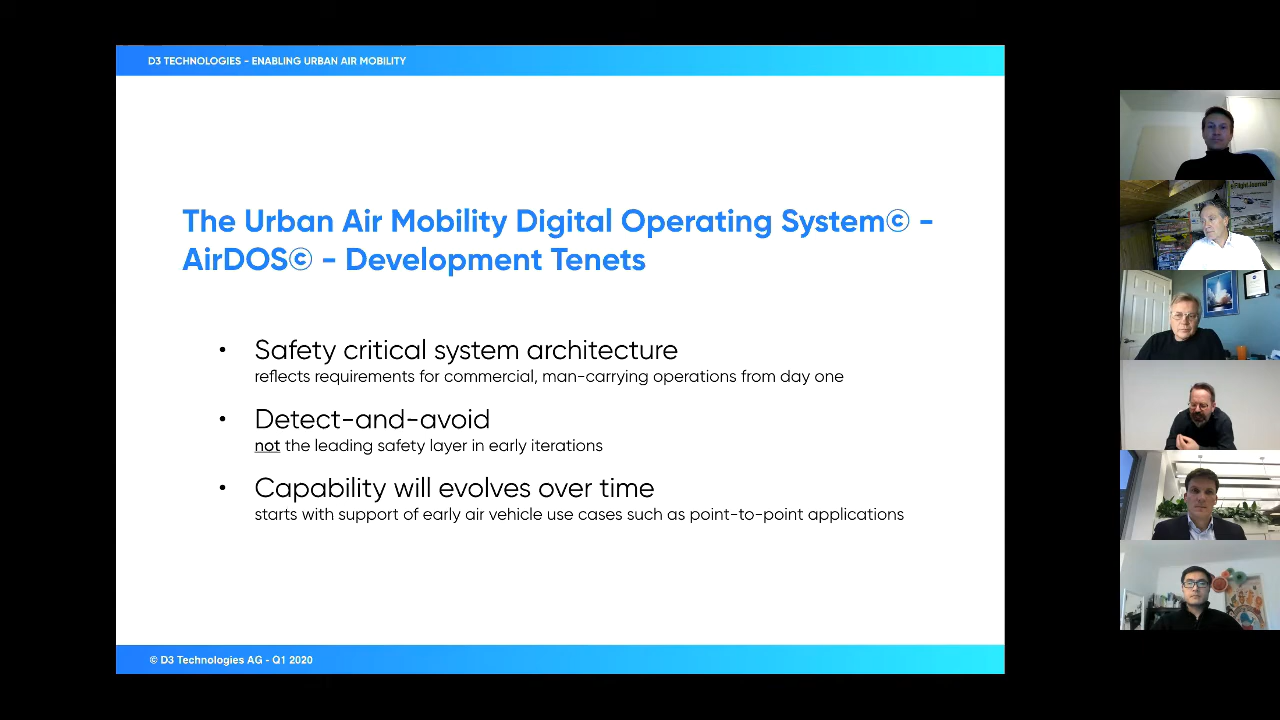 D3 TECHNOLOGIES - ENABLING URBAN AIR MOBILITY
The Urban Air Mobility Digital Operating System© -
AirDOS© - Development Tenets
• Safety critical system architecture
reflects requirements for commercial, man-carrying operations from day one
• Detect-and-avoid
not the leading safety layer in early iterations
• Capability will evolves over time
starts with support of early air vehicle use cases such as point-to-point applications
© D3 Technologies AG - Q1 2020
Flight Journal